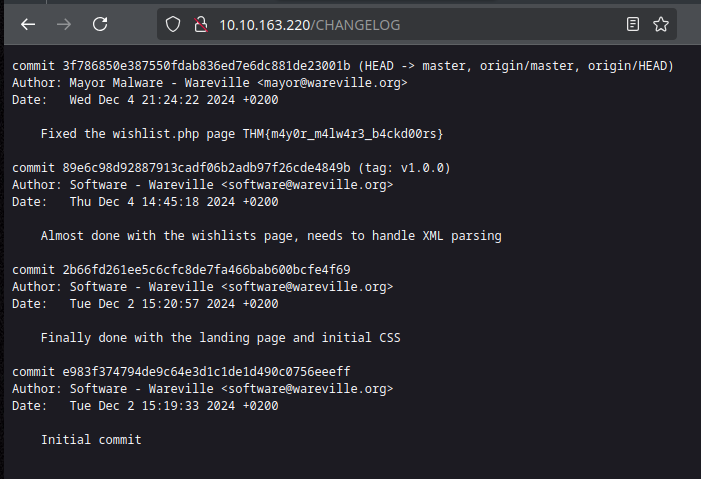 10.10.163.220/CHANGELOG
commit 3f786850e387550fdab836ed7e6dc881de23001b (HEAD -> master, origin/master, origin/HEAD)
Author: Mayor Malware - Wareville <mayor@wareville.org>
Date:   Wed Dec 4 21:24:22 2024 +0200
    Fixed the wishlist.php page THM{m4y0r_m4lw4r3_b4ckd00rs}
commit 89e6c98d92887913cadf06b2adb97f26cde4849b (tag: v1.0.0)
Author: Software - Wareville <software@wareville.org>
Date:   Thu Dec 4 14:45:18 2024 +0200
    Almost done with the wishlists page, needs to handle XML parsing
commit 2b66fd261ee5c6cfc8de7fa466bab600bcfe4f69
Author: Software - Wareville <software@wareville.org>
Date:   Tue Dec 2 15:20:57 2024 +0200
    Finally done with the landing page and initial CSS
commit e983f374794de9c64e3d1c1de1d490c0756eeeff
Author: Software - Wareville <software@wareville.org>
Date:   Tue Dec 2 15:19:33 2024 +0200
    Initial commit